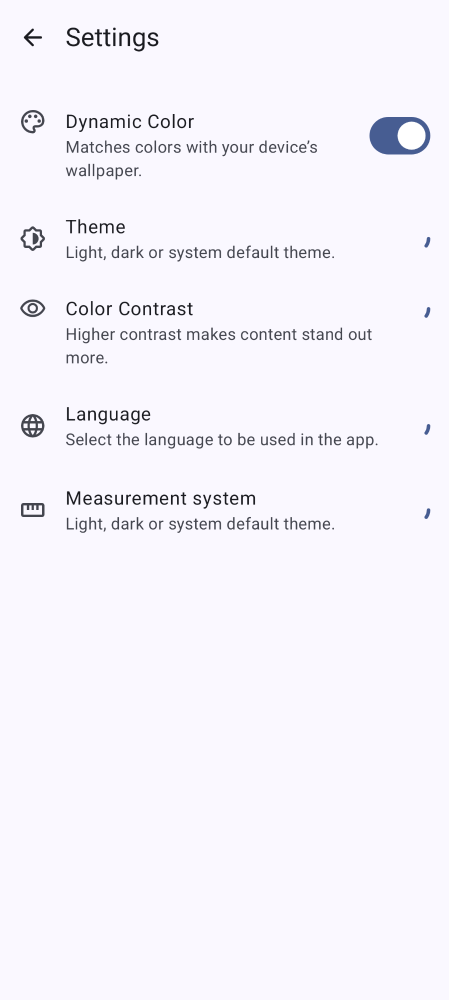 Settings
Dynamic Color
Matches colors with your device’s
wallpaper.
Theme
Light, dark or system default theme.
Color Contrast
Higher contrast makes content stand out
more.
Language
Select the language to be used in the app.
Measurement system
Light, dark or system default theme.